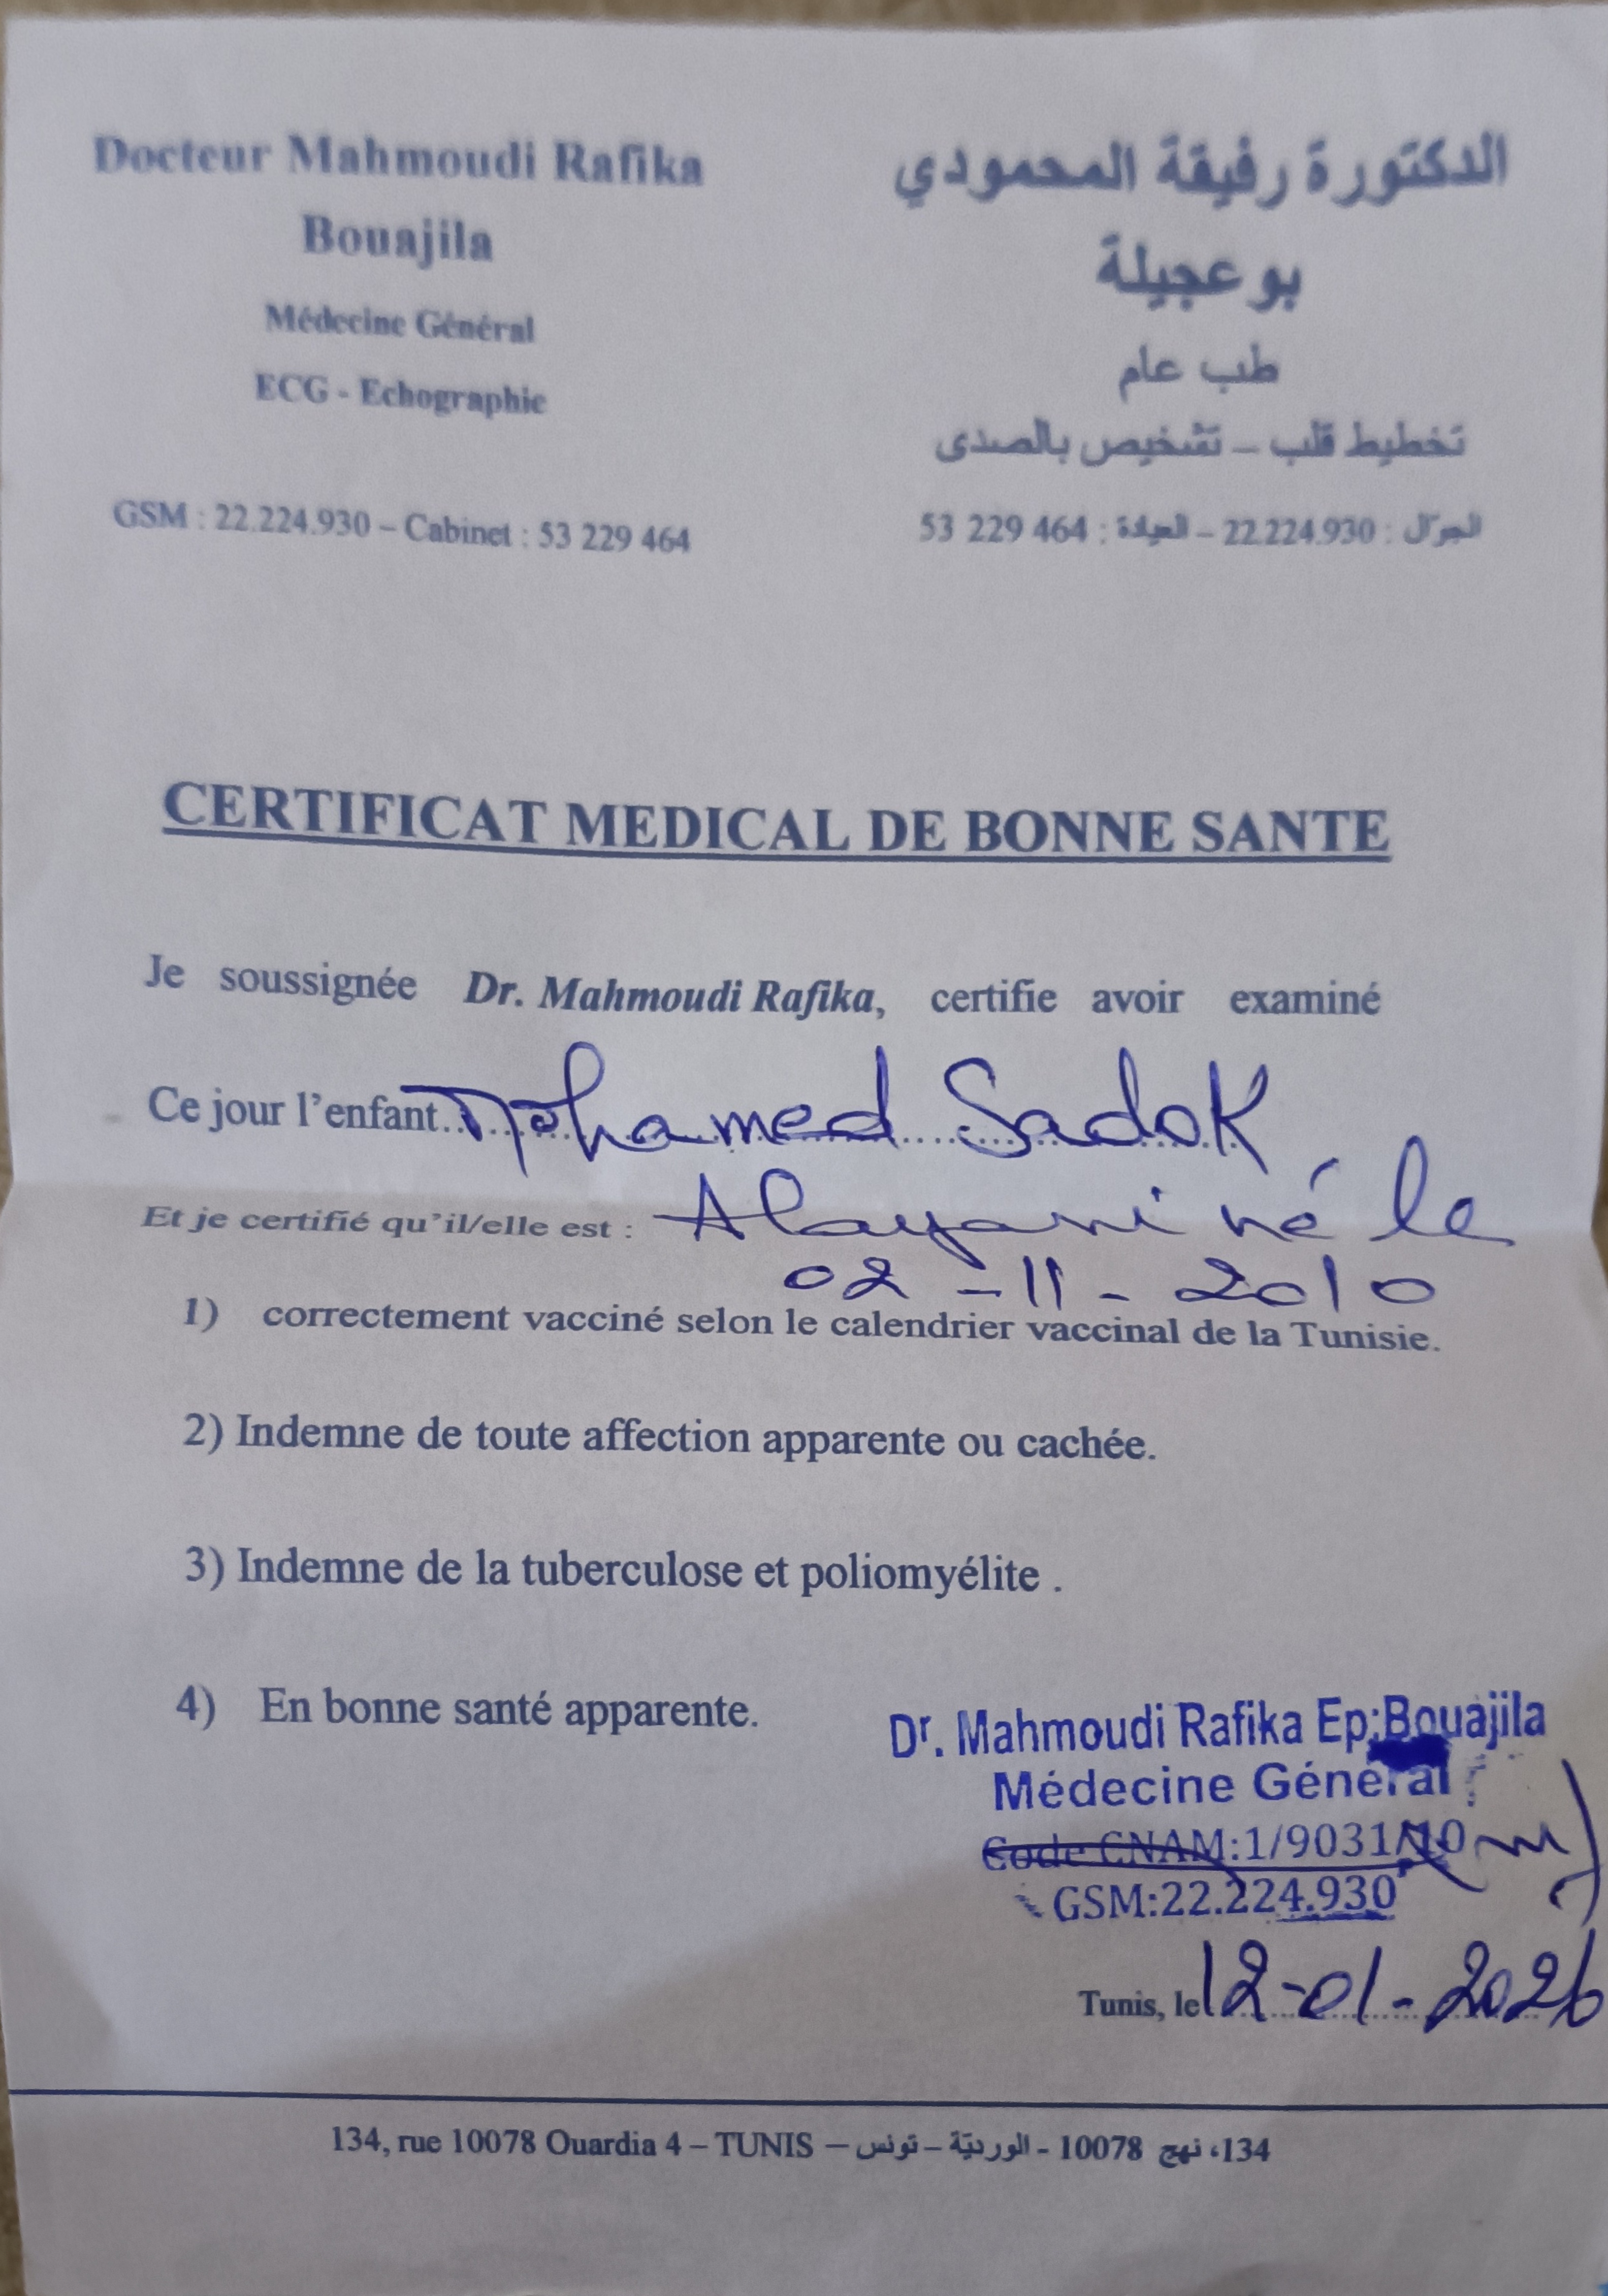 Docteur Mahmoudi Rafika
Bouajila
Médecine Général
ECG - Echographie
GSM : 22.224.930 – Cabinet : 53 229 464
الدكتورة رفيقة المحمودي
بو عجيلة
طب عام
تخطيط قلب – تشخيص بالصدى
الجوّال : 22.224.930 – العيادة : 464 229 53
CERTIFICAT MEDICAL DE BONNE SANTE
Je soussignée Dr. Mahmoudi Rafika, certifie avoir examiné
Ce jour l'enfant Mohamed Sadok
Et je certifié qu'il/elle est : Alayani né le
02 - 11 - 2010
1) correctement vacciné selon le calendrier vaccinal de la Tunisie.
2) Indemne de toute affection apparente ou cachée.
3) Indemne de la tuberculose et poliomyélite .
4) En bonne santé apparente.
Dr. Mahmoudi Rafika Ep:Bouajila
Médecine Général
Code CNAM:1/9031/10
GSM:22.224.930
Tunis, le 12-01-2026
134, rue 10078 Ouardia 4 – TUNIS – 134، نهج 10078 - الورديّة – تونس